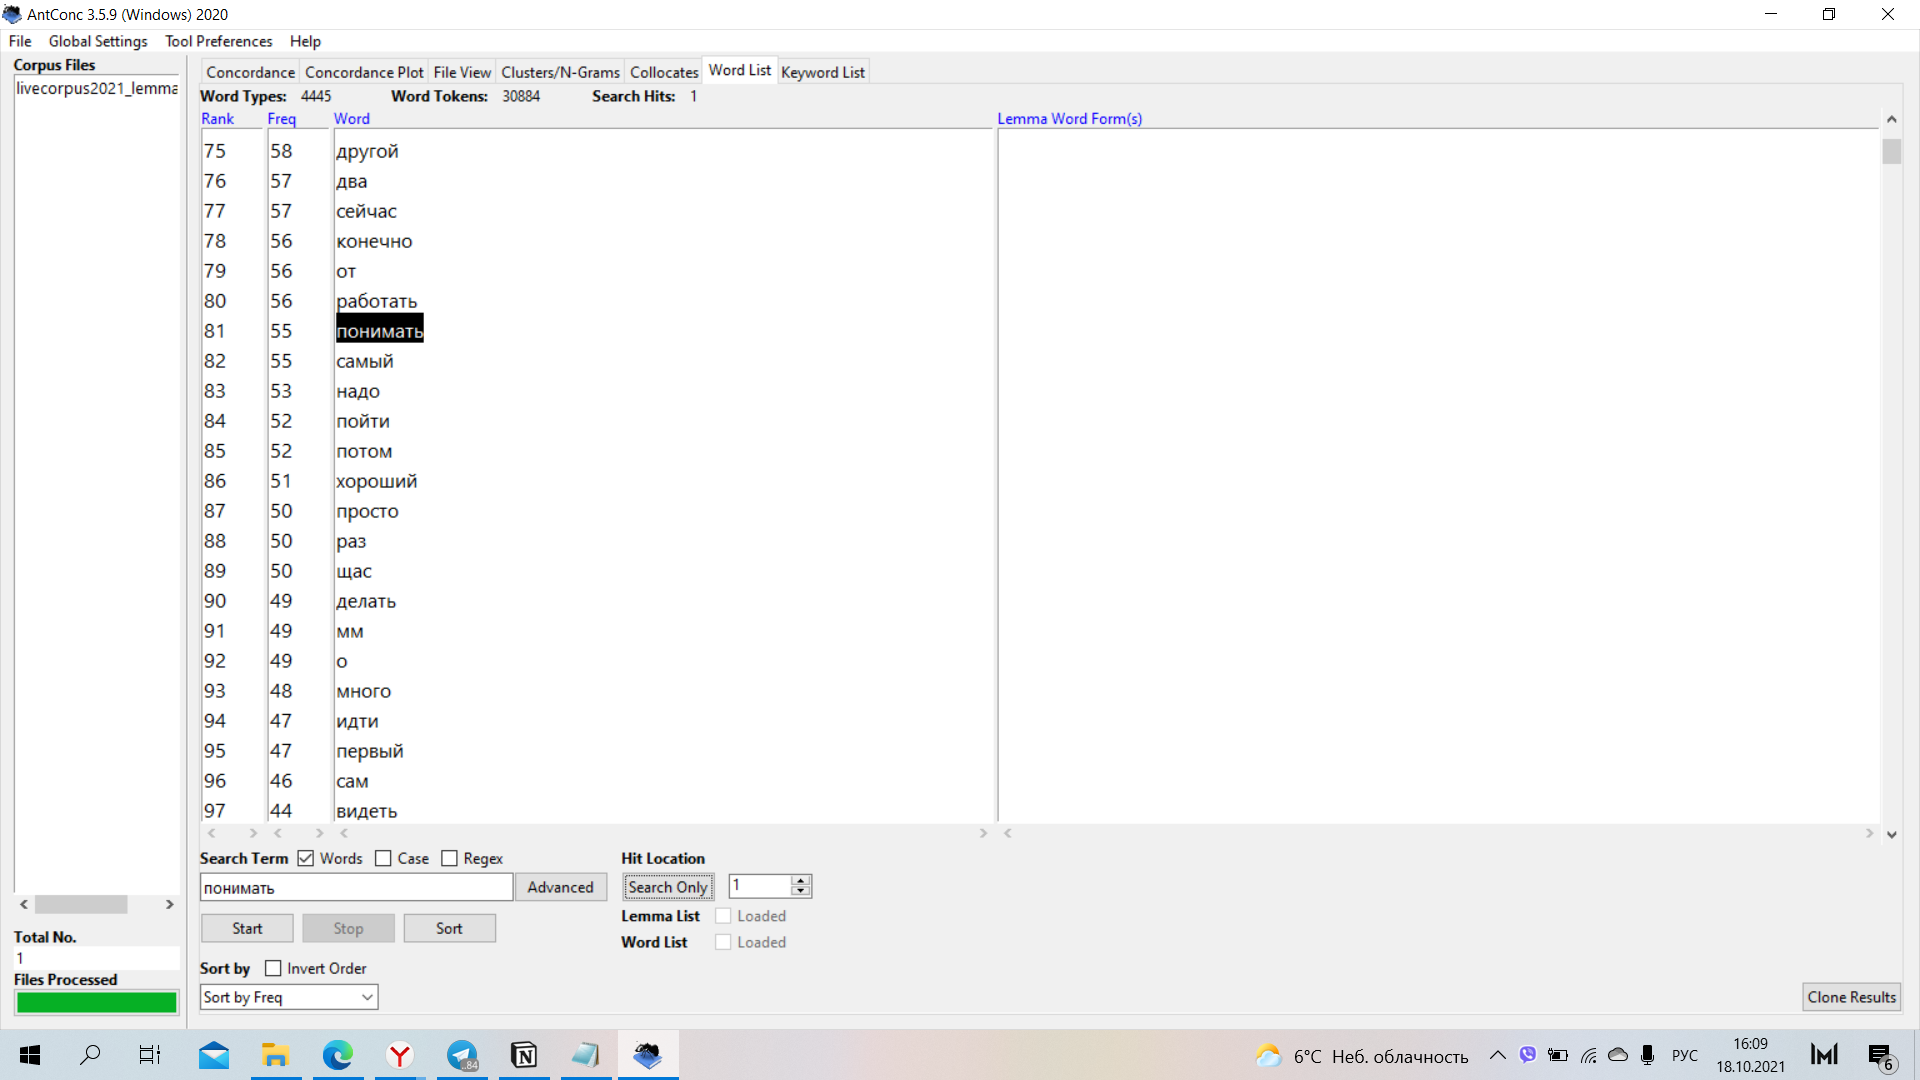 AntConc 3.5.9 (Windows) 2020
File Global Settings Tool Preferences Help
Corpus Files
livecorpus2021_lemma
Concordance Concordance Plot File View Clusters/N-Grams Collocates Word List Keyword List
Word Types: 4445 Word Tokens: 30884 Search Hits: 1
Rank Freq Word Lemma Word Form(s)
75 58 другой
76 57 два
77 57 сейчас
78 56 конечно
79 56 от
80 56 работать
81 55 понимать
82 55 самый
83 53 надо
84 52 пойти
85 52 потом
86 51 хороший
87 50 просто
88 50 раз
89 50 щас
90 49 делать
91 49 мм
92 49 о
93 48 много
94 47 идти
95 47 первый
96 46 сам
97 44 видеть
Search Term Words Case Regex Hit Location
понимать Advanced Search Only 1
Start Stop Sort
Lemma List Loaded
Word List Loaded
Sort by Invert Order
Sort by Freq
Total No.
1
Files Processed
Clone Results
6°C Неб. облачность РУС 16:09
18.10.2021
84
6